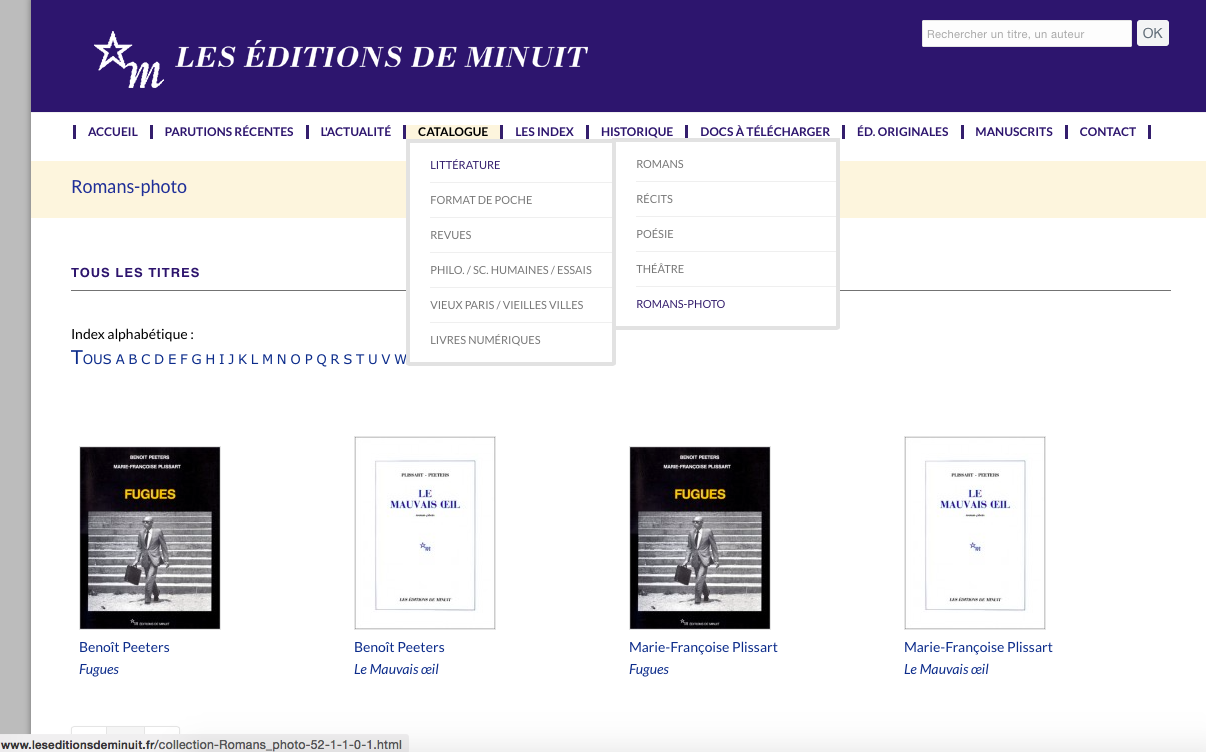 LES ÉDITIONS DE MINUIT
Rechercher un titre, un auteur
OK
ACCUEIL
PARUTIONS RÉCENTES
L'ACTUALITÉ
CATALOGUE
LES INDEX
HISTORIQUE
DOCS À TÉLÉCHARGER
ÉD. ORIGINALES
MANUSCRITS
CONTACT
LITTÉRATURE
FORMAT DE POCHE
REVUES
PHILO. / SC. HUMAINES / ESSAIS
VIEUX PARIS / VIEILLES VILLES
LIVRES NUMÉRIQUES
ROMANS
RÉCITS
POÉSIE
THÉÂTRE
ROMANS-PHOTO
Romans-photo
TOUS LES TITRES
Index alphabétique :
TOUS A B C D E F G H I J K L M N O P Q R S T U V W
BENOIT PEETERS
MARIE-FRANÇOISE PLISSART
FUGUES
ÉDITIONS DE MINUIT
Benoît Peeters
Fugues
PLISSART – PEETERS
LE
MAUVAIS ŒIL
roman-photo
LES ÉDITIONS DE MINUIT
Benoît Peeters
Le Mauvais œil
BENOIT PEETERS
MARIE-FRANÇOISE PLISSART
FUGUES
ÉDITIONS DE MINUIT
Marie-Françoise Plissart
Fugues
PLISSART – PEETERS
LE
MAUVAIS ŒIL
roman-photo
LES ÉDITIONS DE MINUIT
Marie-Françoise Plissart
Le Mauvais œil
www.leseditionsdeminuit.fr/collection-Romans_photo-52-1-1-0-1.html